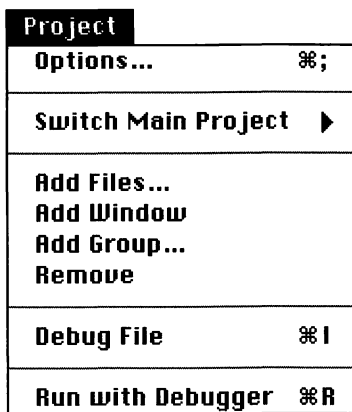 Project
Options... ⌘;
Switch Main Project ▶
Add Files...
Add Window
Add Group...
Remove
Debug File ⌘I
Run with Debugger ⌘R